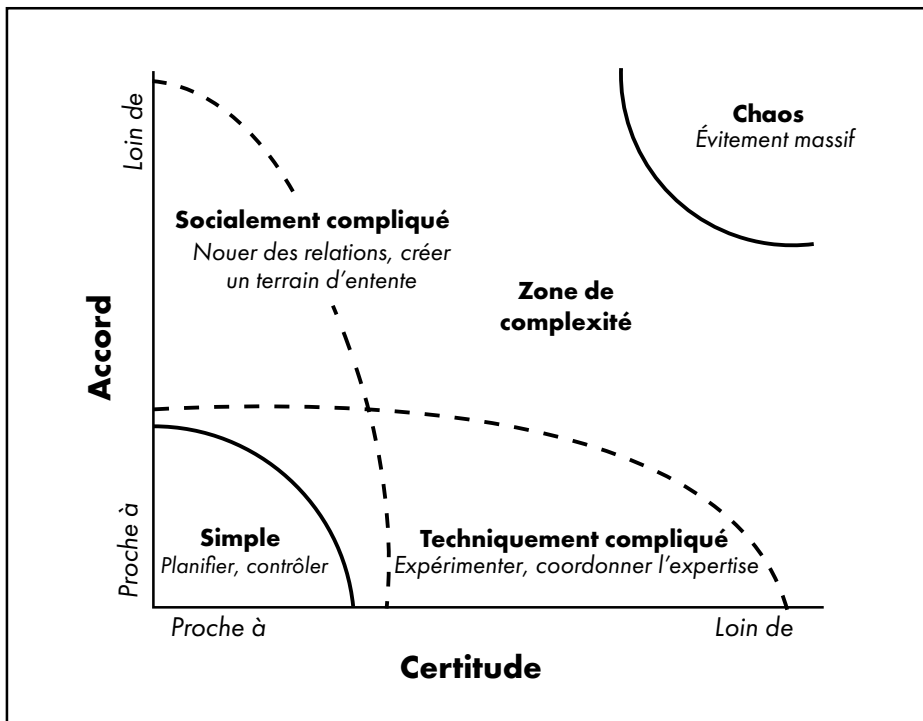 Loin de
Chaos
Évitement massif
Socialement compliqué
Nouer des relations, créer
un terrain d'entente
Zone de
complexité
Accord
Proche à
Simple
Planifier, contrôler
Techniquement compliqué
Expérimenter, coordonner l'expertise
Proche à
Loin de
Certitude